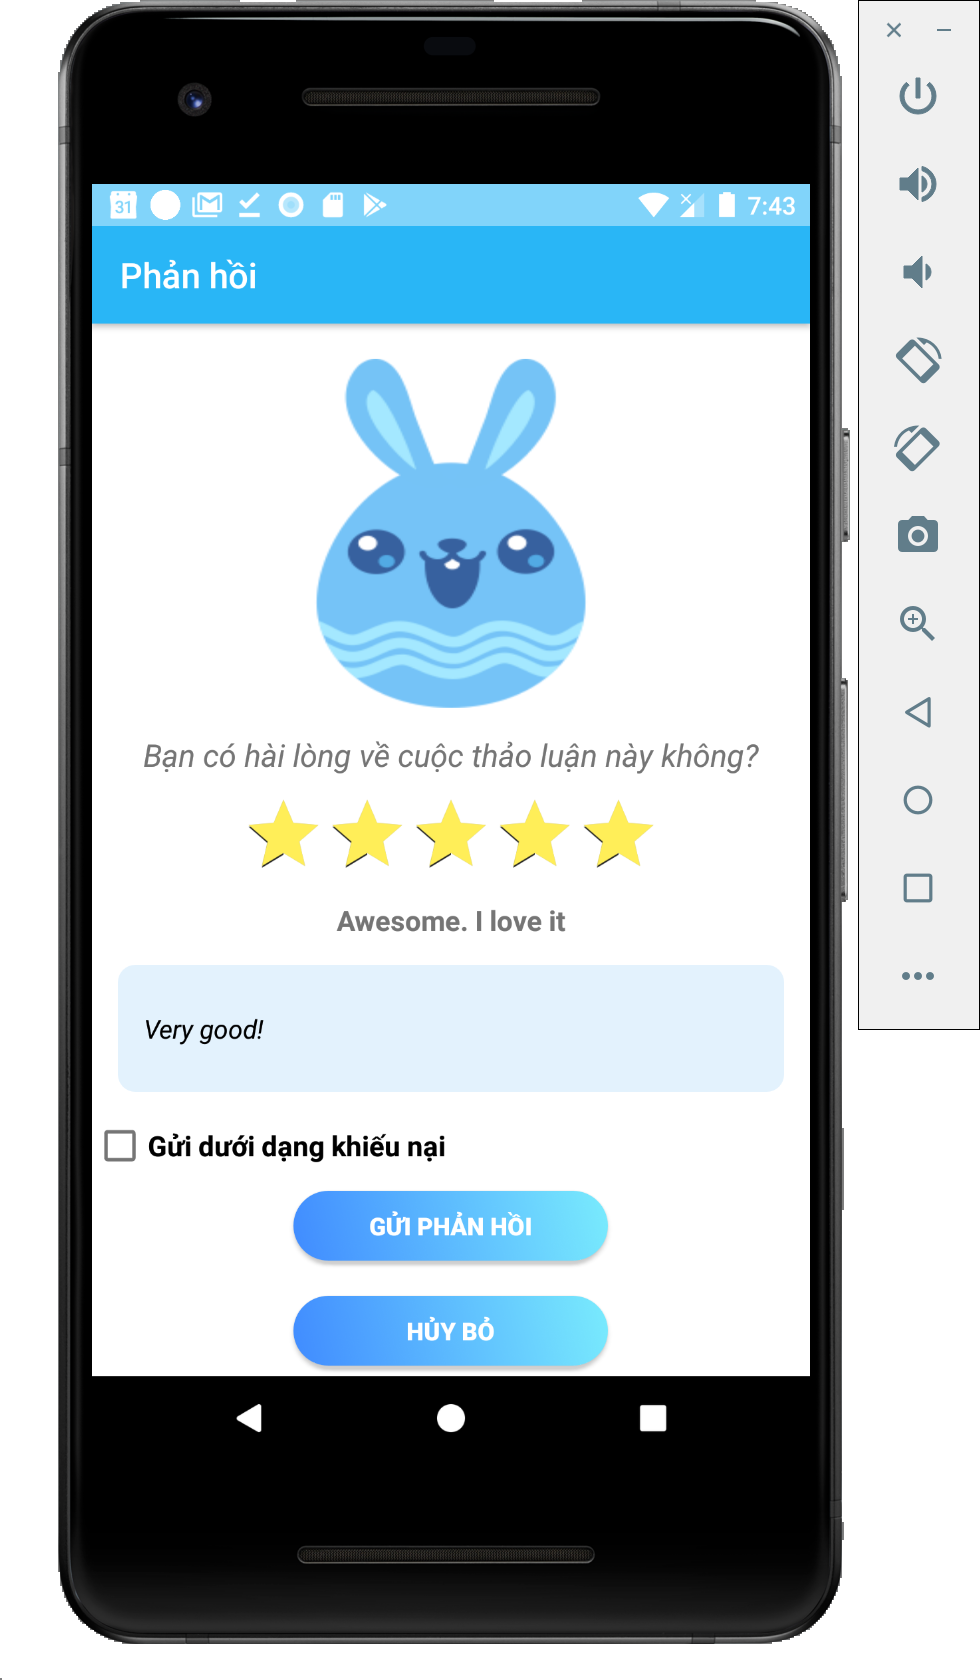 31
7:43
Phản hồi
Bạn có hài lòng về cuộc thảo luận này không?
Awesome. I love it
Very good!
Gửi dưới dạng khiếu nại
GỬI PHẢN HỒI
HỦY BỎ